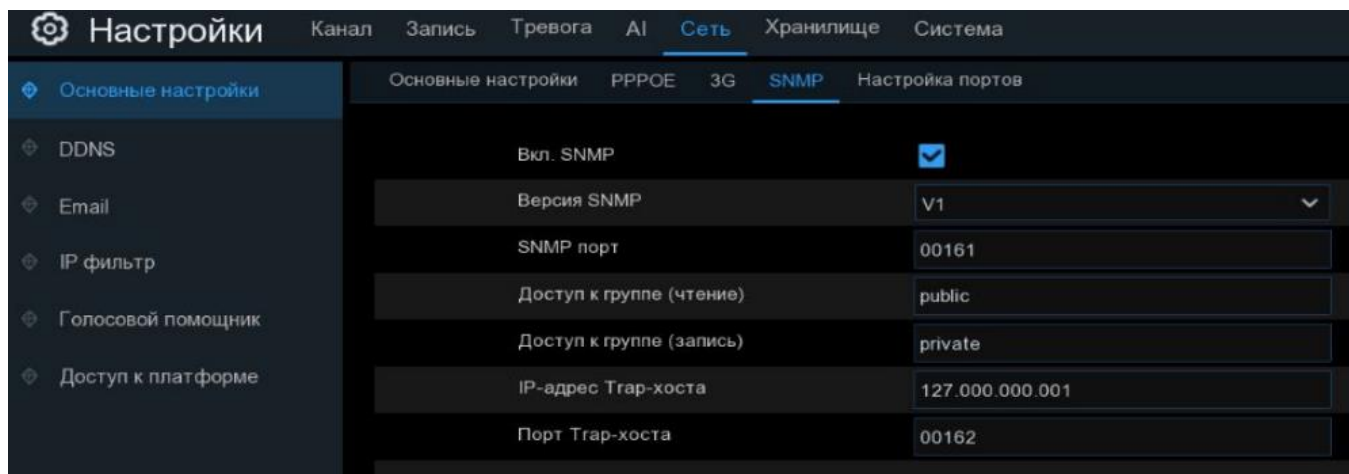 Настройки Канал Запись Тревога AI Сеть Хранилище Система
Основные настройки
DDNS
Email
IP фильтр
Голосовой помощник
Доступ к платформе
Основные настройки PPPOE 3G SNMP Настройка портов
Вкл. SNMP
Версия SNMP V1
SNMP порт 00161
Доступ к группе (чтение) public
Доступ к группе (запись) private
IP-адрес Trap-хоста 127.000.000.001
Порт Trap-хоста 00162